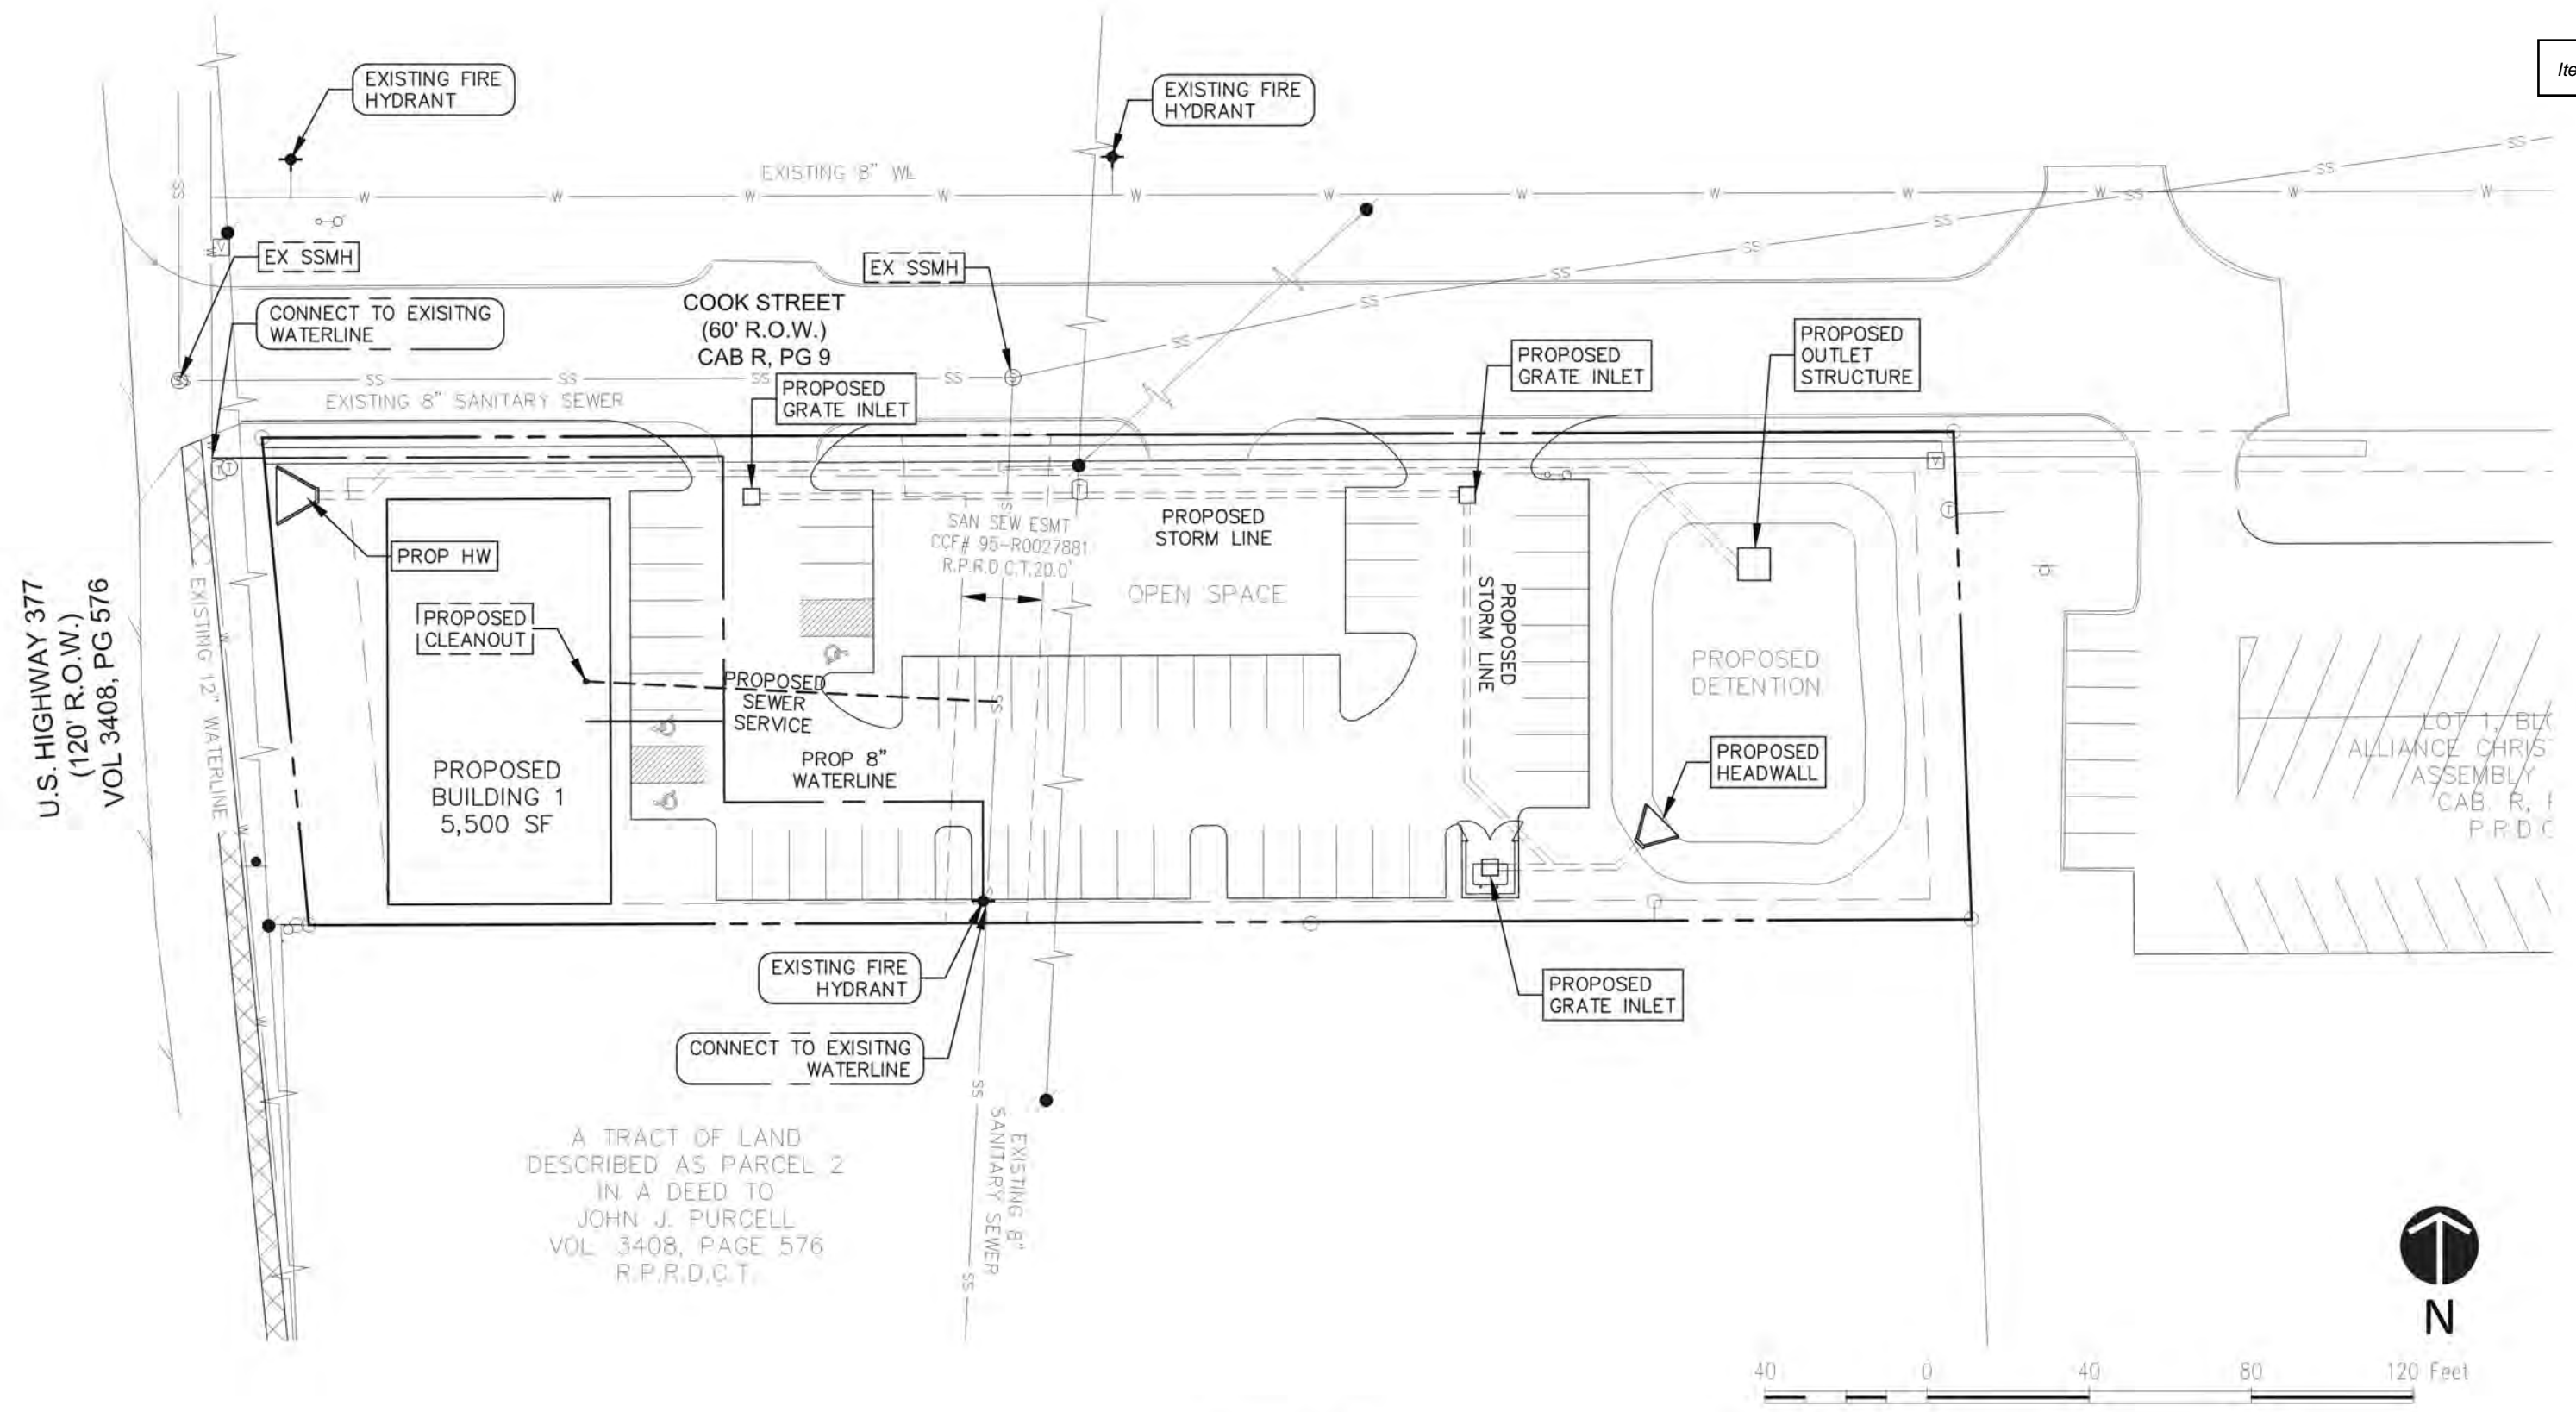 Ite
EXISTING FIRE
HYDRANT
EXISTING FIRE
HYDRANT
EXISTING 8" WL
EX SSMH
EX SSMH
CONNECT TO EXISITNG
WATERLINE
COOK STREET
(60' R.O.W.)
CAB R, PG 9
EXISTING 8" SANITARY SEWER
PROPOSED
GRATE INLET
PROPOSED
GRATE INLET
PROPOSED
OUTLET
STRUCTURE
PROP HW
SAN SEW ESMT
CCF# 95-R0027881
R.P.R.D.C.T. 20.0'
PROPOSED
STORM LINE
OPEN SPACE
PROPOSED
STORM LINE
U.S. HIGHWAY 377
(120' R.O.W.)
VOL 3408, PG 576
EXISTING 12" WATERLINE
PROPOSED
CLEANOUT
PROPOSED
SEWER
SERVICE
PROPOSED
DETENTION
PROPOSED
HEADWALL
PROP 8"
WATERLINE
PROPOSED
BUILDING 1
5,500 SF
LOT 1, BLO
ALLIANCE CHRIST
ASSEMBLY
CAB. R, P
P.R.D.C
EXISTING FIRE
HYDRANT
PROPOSED
GRATE INLET
CONNECT TO EXISITNG
WATERLINE
EXISTING 8"
SANITARY SEWER
A TRACT OF LAND
DESCRIBED AS PARCEL 2
IN A DEED TO
JOHN J. PURCELL
VOL. 3408, PAGE 576
R.P.R.D.C.T.
N
40 0 40 80 120 Feet